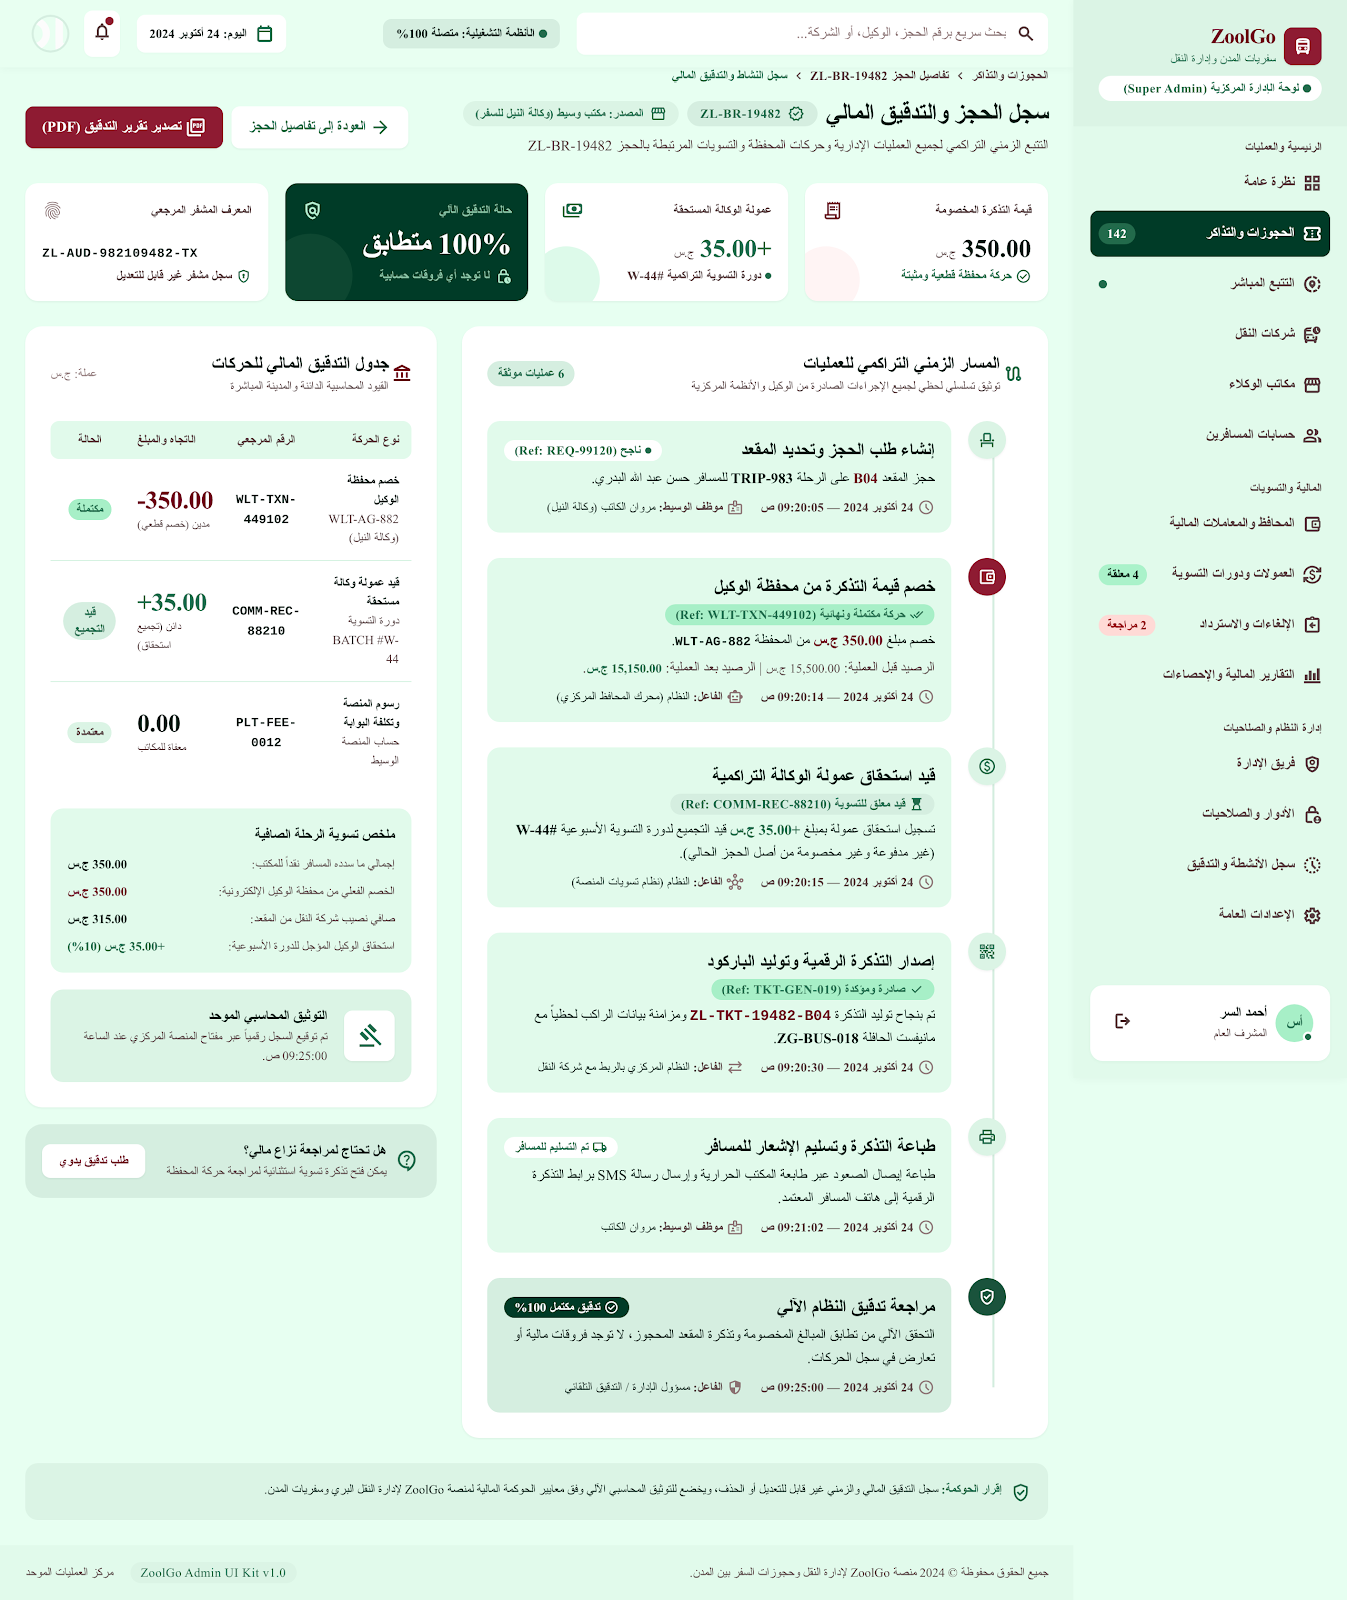 ZoolGo
سفريات المدن وإدارة النقل
لوحة الإدارة المركزية (Super Admin)
الرئيسية والعمليات
نظرة عامة
الحجوزات والتذاكر
142
التتبع المباشر
شركات النقل
مكاتب الوكلاء
حسابات المسافرين
المالية والتسويات
المحافظ والمعاملات المالية
العمولات ودورات التسوية
4 معلقة
الإلغاءات والاسترداد
2 مراجعة
التقارير المالية والإحصاءات
إدارة النظام والصلاحيات
فريق الإدارة
الأدوار والصلاحيات
سجل الأنشطة والتدقيق
الإعدادات العامة
أس
أحمد السر
المشرف العام
بحث سريع برقم الحجز، الوكيل، أو الشركة...
الأنظمة التشغيلية: متصلة 100%
اليوم: 24 أكتوبر 2024
الحجوزات والتذاكر
تفاصيل الحجز ZL-BR-19482
سجل النشاط والتدقيق المالي
سجل الحجز والتدقيق المالي
ZL-BR-19482
المصدر: مكتب وسيط (وكالة النيل للسفر)
التتبع الزمني التراكمي لجميع العمليات الإدارية وحركات المحفظة والتسويات المرتبطة بالحجز ZL-BR-19482
العودة إلى تفاصيل الحجز
تصدير تقرير التدقيق (PDF)
قيمة التذكرة المخصومة
350.00 ج.س
حركة محفظة قطعية ومثبتة
عمولة الوكالة المستحقة
+35.00 ج.س
دورة التسوية التراكمية #W-44
حالة التدقيق الآلي
100% متطابق
لا توجد أي فروقات حسابية
المعرف المشفر المرجعي
ZL-AUD-982109482-TX
سجل مشفر غير قابل للتعديل
المسار الزمني التراكمي للعمليات
توثيق تسلسلي لحظي لجميع الإجراءات الصادرة من الوكيل والأنظمة المركزية
6 عمليات موثقة
إنشاء طلب الحجز وتحديد المقعد
ناجح (Ref: REQ-99120)
حجز المقعد B04 على الرحلة TRIP-983 للمسافر حسن عبد الله البدري.
24 أكتوبر 2024 — 09:20:05 ص
موظف الوسيط: مروان الكاتب (وكالة النيل)
خصم قيمة التذكرة من محفظة الوكيل
حركة مكتملة ونهائية (Ref: WLT-TXN-449102)
خصم مبلغ 350.00 ج.س من المحفظة WLT-AG-882.
الرصيد قبل العملية: 15,500.00 ج.س | الرصيد بعد العملية: 15,150.00 ج.س.
24 أكتوبر 2024 — 09:20:14 ص
الفاعل: النظام (محرك المحافظ المركزي)
قيد استحقاق عمولة الوكالة التراكمية
قيد معلق للتسوية (Ref: COMM-REC-88210)
تسجيل استحقاق عمولة بمبلغ +35.00 ج.س قيد التجميع لدورة التسوية الأسبوعية #W-44
(غير مدفوعة وغير مخصومة من أصل الحجز الحالي).
24 أكتوبر 2024 — 09:20:15 ص
الفاعل: النظام (نظام تسويات المنصة)
إصدار التذكرة الرقمية وتوليد الباركود
صادرة ومؤكدة (Ref: TKT-GEN-019)
تم بنجاح توليد التذكرة ZL-TKT-19482-B04 ومزامنة بيانات الراكب لحظياً مع
مانيفست الحافلة ZG-BUS-018.
24 أكتوبر 2024 — 09:20:30 ص
الفاعل: النظام المركزي بالربط مع شركة النقل
طباعة التذكرة وتسليم الإشعار للمسافر
تم التسليم للمسافر
طباعة إيصال الصعود عبر طابعة المكتب الحرارية وإرسال رسالة SMS برابط التذكرة
الرقمية إلى هاتف المسافر المعتمد.
24 أكتوبر 2024 — 09:21:02 ص
موظف الوسيط: مروان الكاتب
مراجعة تدقيق النظام الآلي
تدقيق مكتمل 100%
التحقق الآلي من تطابق المبالغ المخصومة وتذكرة المقعد المحجوز، لا توجد فروقات مالية أو
تعارض في سجل الحركات.
24 أكتوبر 2024 — 09:25:00 ص
الفاعل: مسؤول الإدارة / التدقيق التلقائي
جدول التدقيق المالي للحركات
القيود المحاسبية الدائنة والمدينة المباشرة
عملة: ج.س
نوع الحركة
الرقم المرجعي
الاتجاه والمبلغ
الحالة
خصم محفظة
الوكيل
WLT-AG-882
(وكالة النيل)
WLT-TXN-
449102
-350.00
مدين (خصم قطعي)
مكتملة
قيد عمولة وكالة
مستحقة
دورة التسوية
BATCH #W-
44
COMM-REC-
88210
+35.00
دائن (تجميع
استحقاق)
قيد
التجميع
رسوم المنصة
وتكلفة البوابة
حساب المنصة
الوسيط
PLT-FEE-
0012
0.00
معفاة للمكاتب
معتمدة
ملخص تسوية الرحلة الصافية
إجمالي ما سدده المسافر نقداً للمكتب:
350.00 ج.س
الخصم الفعلي من محفظة الوكيل الإلكترونية:
350.00 ج.س
صافي نصيب شركة النقل من المقعد:
315.00 ج.س
استحقاق الوكيل المؤجل للدورة الأسبوعية:
+35.00 ج.س (10%)
التوثيق المحاسبي الموحد
تم توقيع السجل رقمياً عبر مفتاح المنصة المركزي عند الساعة
09:25:00 ص.
هل تحتاج لمراجعة نزاع مالي؟
يمكن فتح تذكرة تسوية استثنائية لمراجعة حركة المحفظة
طلب تدقيق يدوي
إقرار الحوكمة: سجل التدقيق المالي والزمني غير قابل للتعديل أو الحذف، ويخضع للتوثيق المحاسبي الآلي وفق معايير الحوكمة المالية لمنصة ZoolGo لإدارة النقل البري وسفريات المدن.
جميع الحقوق محفوظة © 2024 منصة ZoolGo لإدارة النقل وحجوزات السفر بين المدن.
ZoolGo Admin UI Kit v1.0
مركز العمليات الموحد